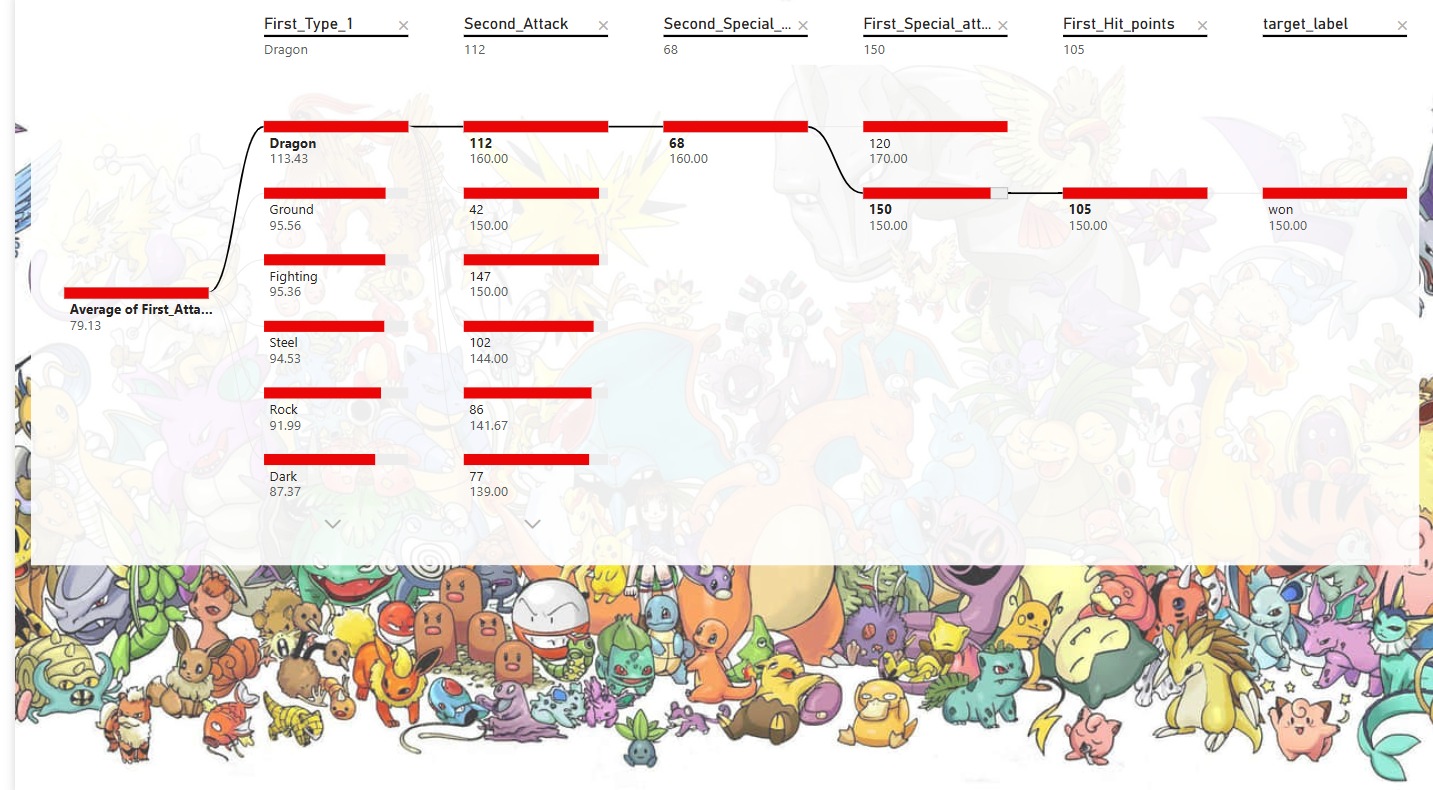 First_Type_1 × Second_Attack × Second_Special_... × First_Special_att... × First_Hit_points × target_label ×
Dragon 112 68 150 105
Dragon
113.43
Ground
95.56
Fighting
95.36
Steel
94.53
Rock
91.99
Dark
87.37
112
160.00
42
150.00
147
150.00
102
144.00
86
141.67
77
139.00
68
160.00
120
170.00
150
150.00
105
150.00
won
150.00
Average of First_Atta...
79.13